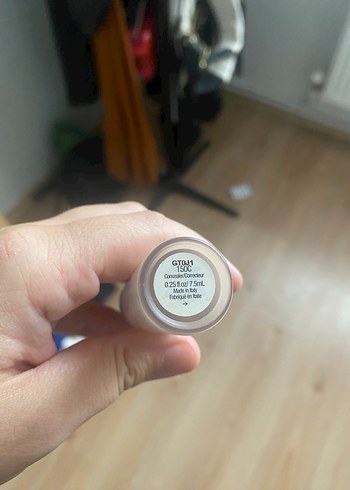 GT0J1
150C
Concealer/Correcteur
0.25 fl.oz/ 7.5mL
Made In Italy
Fabriqué en Italie
→